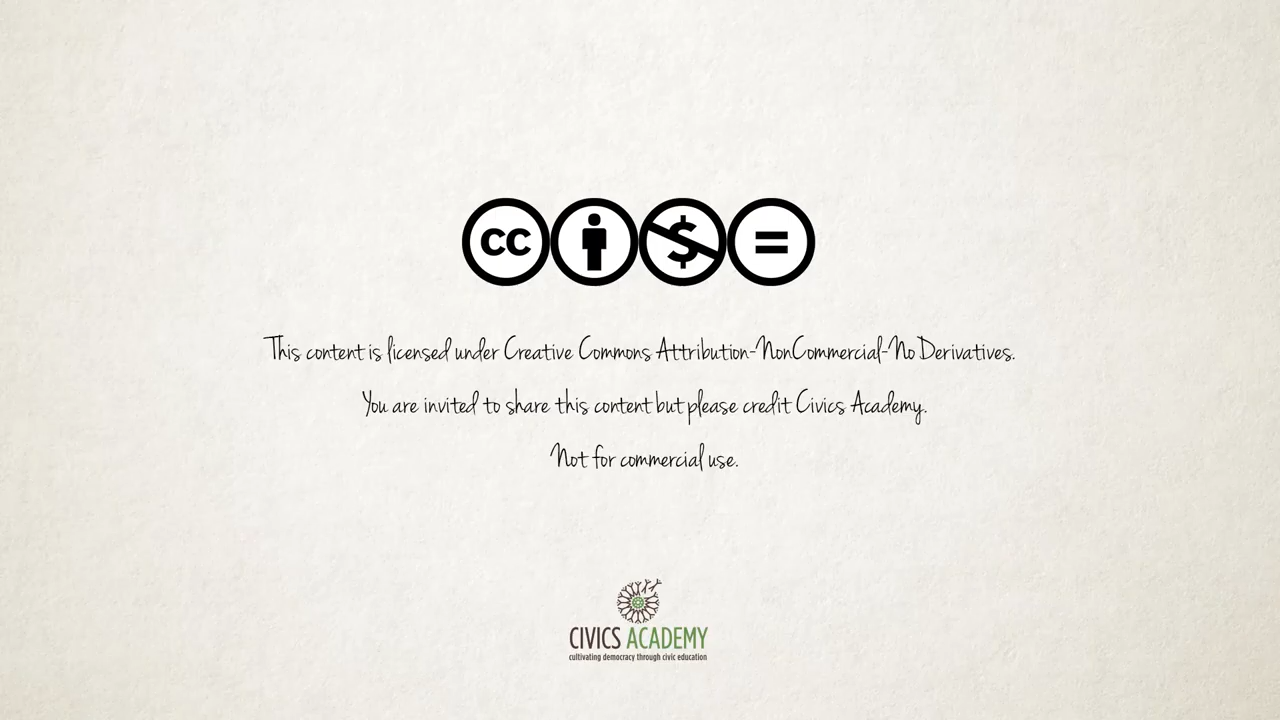 CC
This content is licensed under Creative Commons Attribution-NonCommercial-No Derivatives.
You are invited to share this content but please credit Civics Academy.
Not for commercial use.
CIVICS ACADEMY
cultivating democracy through civic education